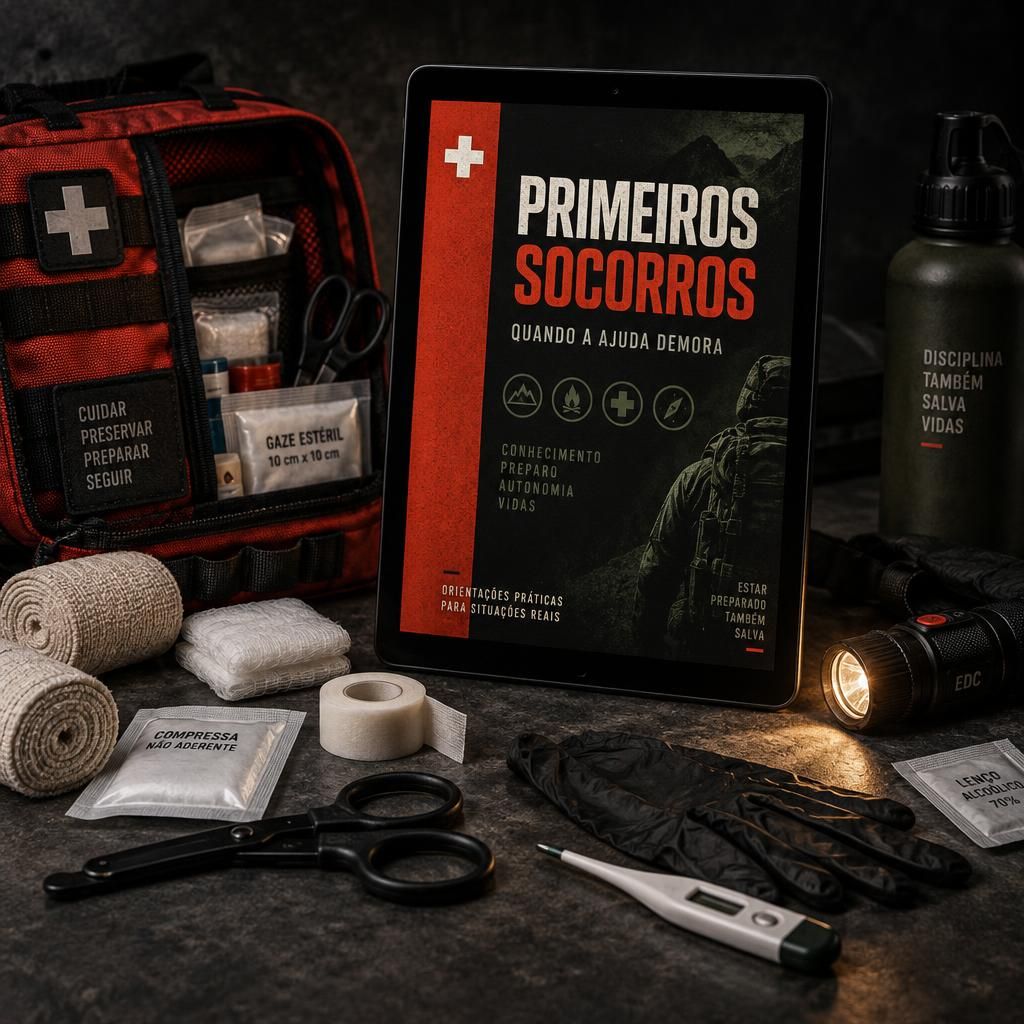 CUIDAR
PRESERVAR
PREPARAR
SEGUIR
GAZE ESTÉRIL
10 cm x 10 cm
PRIMEIROS
SOCORROS
QUANDO A AJUDA DEMORA
CONHECIMENTO
PREPARO
AUTONOMIA
VIDAS
ORIENTAÇÕES PRÁTICAS
PARA SITUAÇÕES REAIS
ESTAR
PREPARADO
TAMBÉM
SALVA
DISCIPLINA
TAMBÉM
SALVA
VIDAS
EDC
COMPRESSA
NÃO ADERENTE
LENÇO
ALCOÓLICO
70%